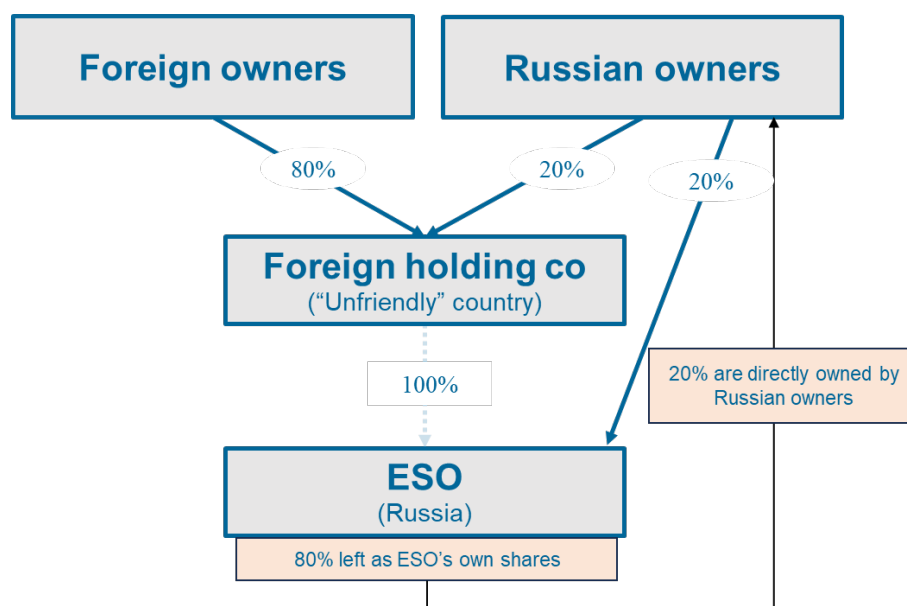 Foreign owners
Russian owners
80%
20%
20%
Foreign holding co
(“Unfriendly” country)
100%
20% are directly owned by
Russian owners
ESO
(Russia)
80% left as ESO’s own shares